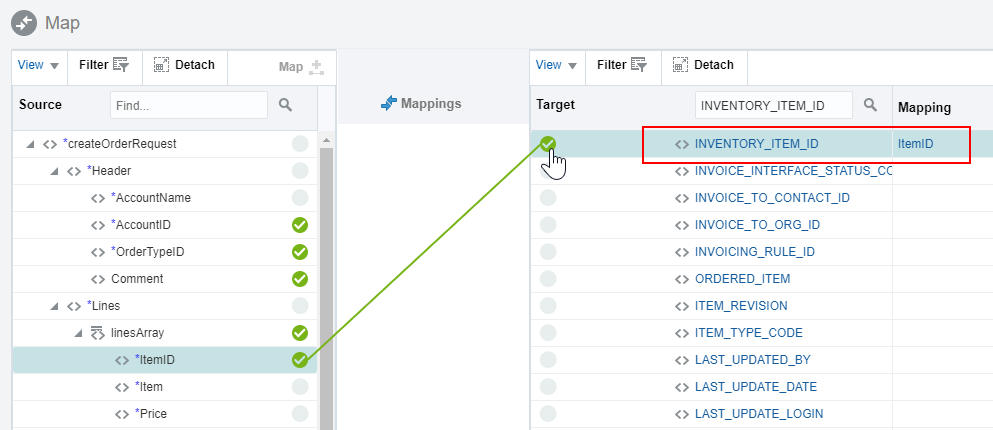 Map
View Filter Detach Map
Source Find...
*createOrderRequest
*Header
*AccountName
*AccountID
*OrderTypeID
Comment
*Lines
linesArray
*ItemID
*Item
*Price
Mappings
View Filter Detach
Target INVENTORY_ITEM_ID Mapping
INVENTORY_ITEM_ID ItemID
INVOICE_INTERFACE_STATUS_CO
INVOICE_TO_CONTACT_ID
INVOICE_TO_ORG_ID
INVOICING_RULE_ID
ORDERED_ITEM
ITEM_REVISION
ITEM_TYPE_CODE
LAST_UPDATED_BY
LAST_UPDATE_DATE
LAST_UPDATE_LOGIN